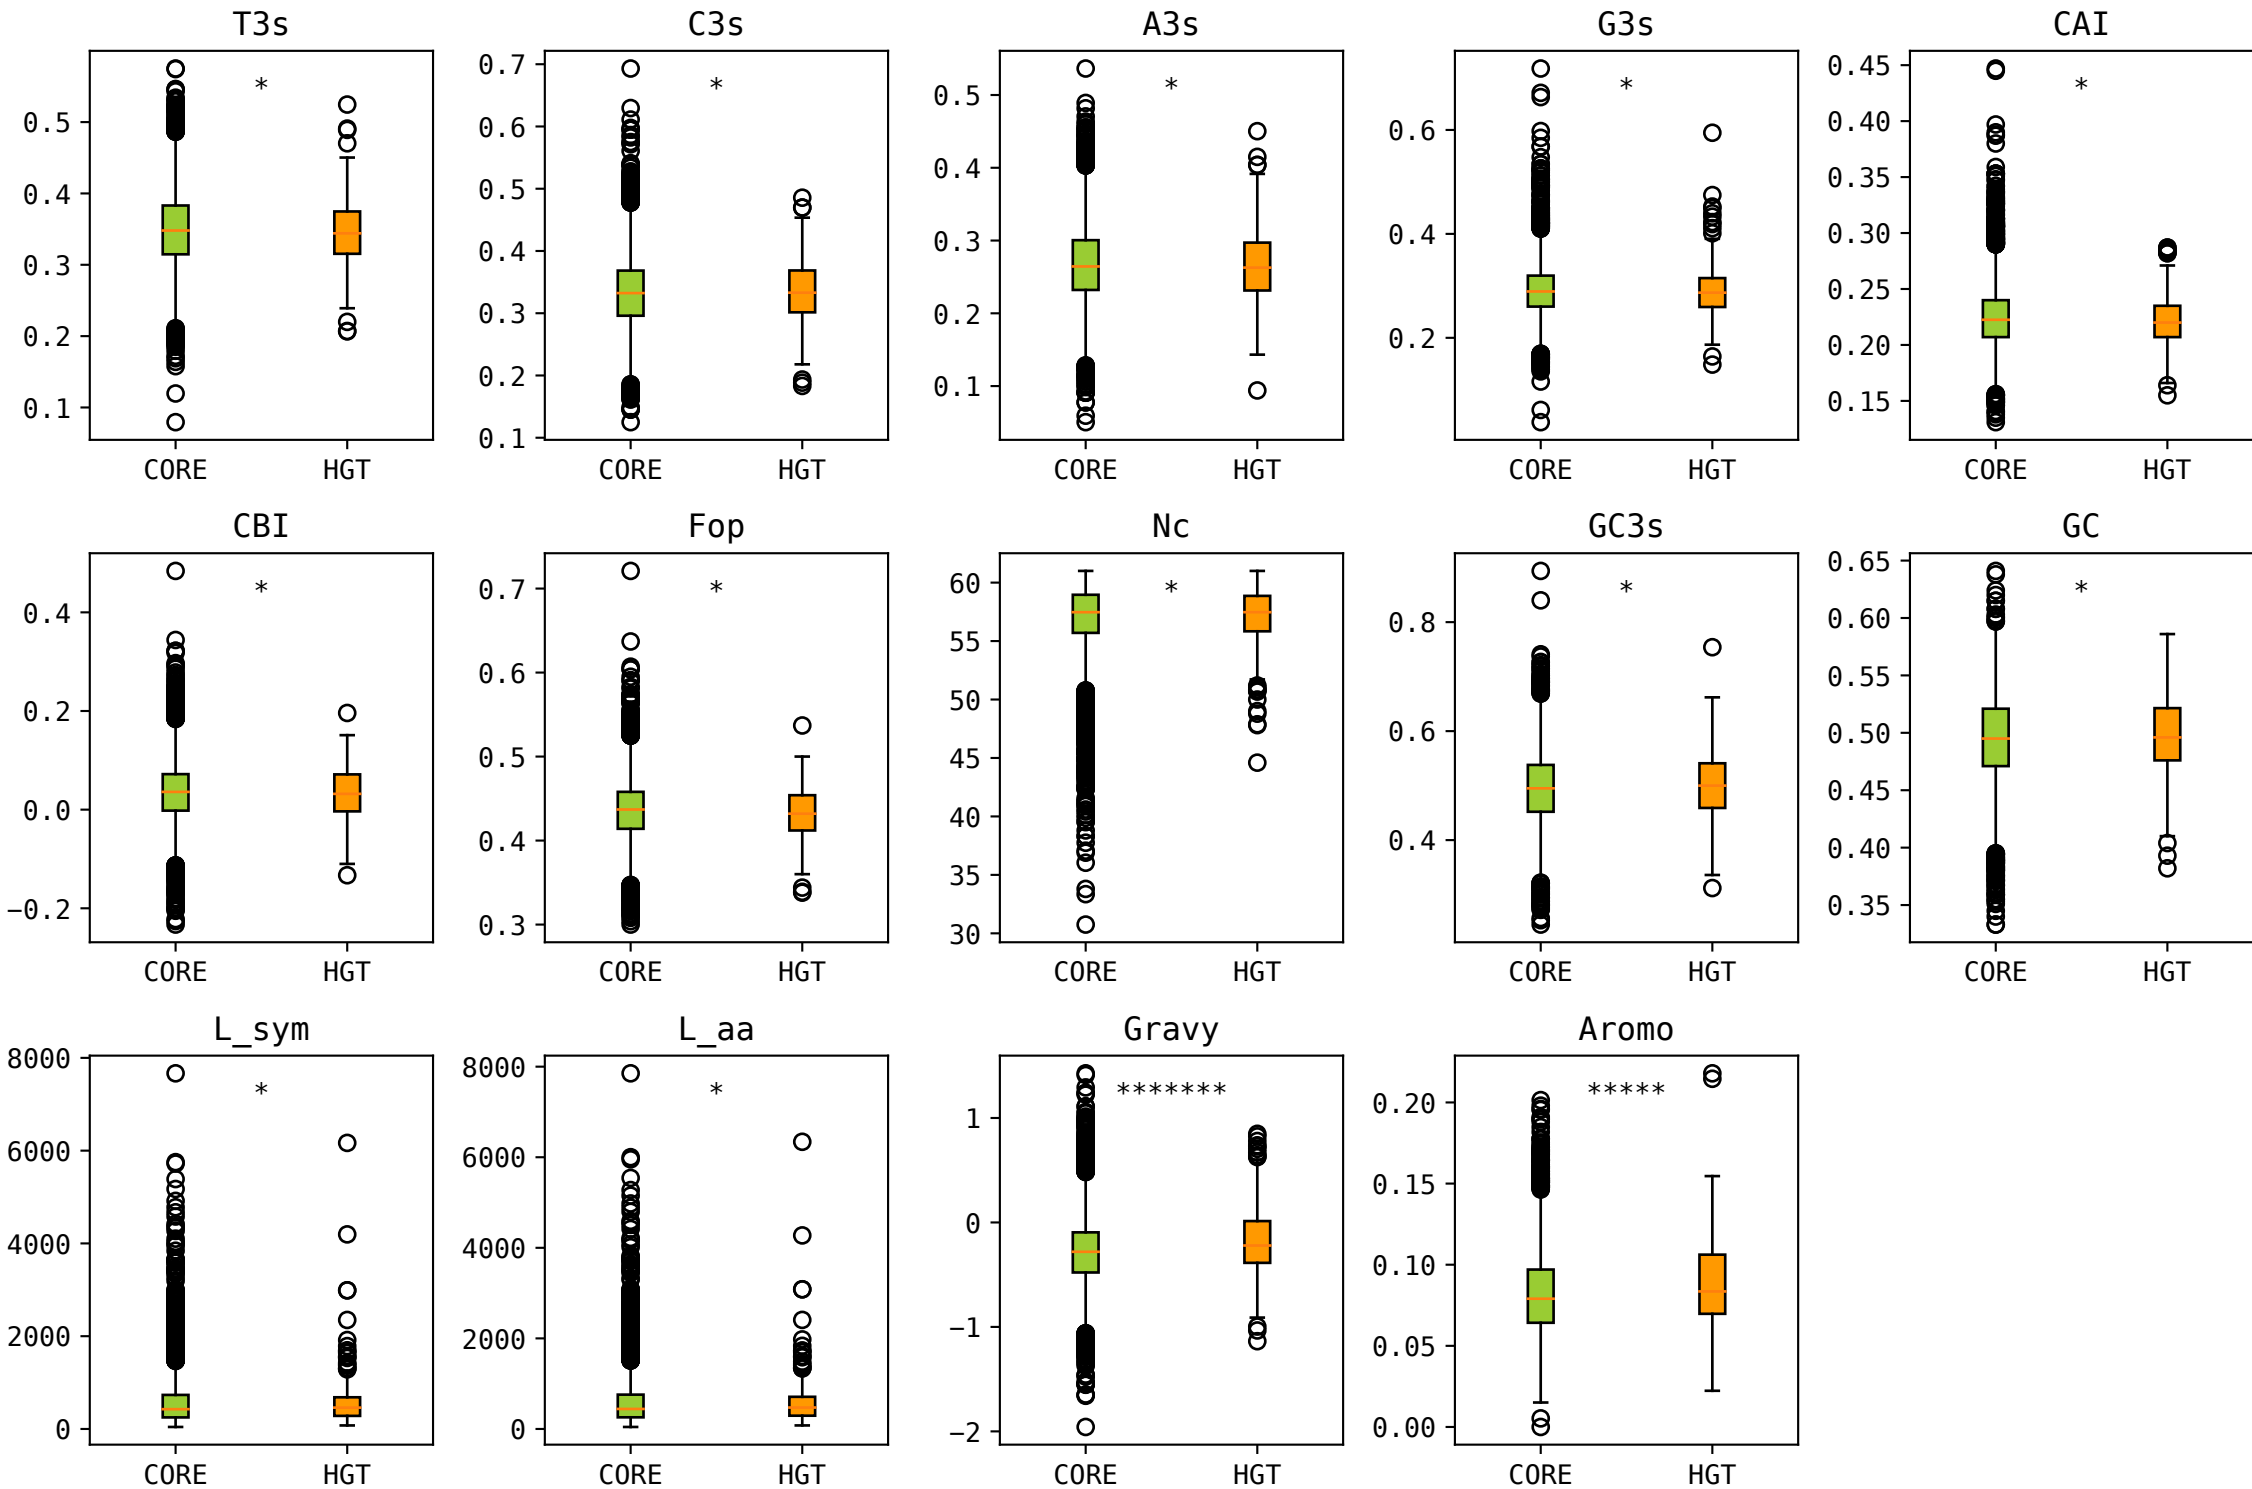 T3s
C3s
A3s
G3s
CAI
0.5
0.4
0.3
0.2
0.1
*
CORE
HGT
0.7
0.6
0.5
0.4
0.3
0.2
0.1
*
CORE
HGT
0.5
0.4
0.3
0.2
0.1
*
CORE
HGT
0.6
0.4
0.2
*
CORE
HGT
0.45
0.40
0.35
0.30
0.25
0.20
0.15
*
CORE
HGT
CBI
Fop
Nc
GC3s
GC
0.4
0.2
0.0
−0.2
*
CORE
HGT
0.7
0.6
0.5
0.4
0.3
*
CORE
HGT
60
55
50
45
40
35
30
*
CORE
HGT
0.8
0.6
0.4
*
CORE
HGT
0.65
0.60
0.55
0.50
0.45
0.40
0.35
*
CORE
HGT
L_sym
L_aa
Gravy
Aromo
8000
6000
4000
2000
0
*
CORE
HGT
8000
6000
4000
2000
0
*
CORE
HGT
1
0
−1
−2
*******
CORE
HGT
0.20
0.15
0.10
0.05
0.00
*****
CORE
HGT